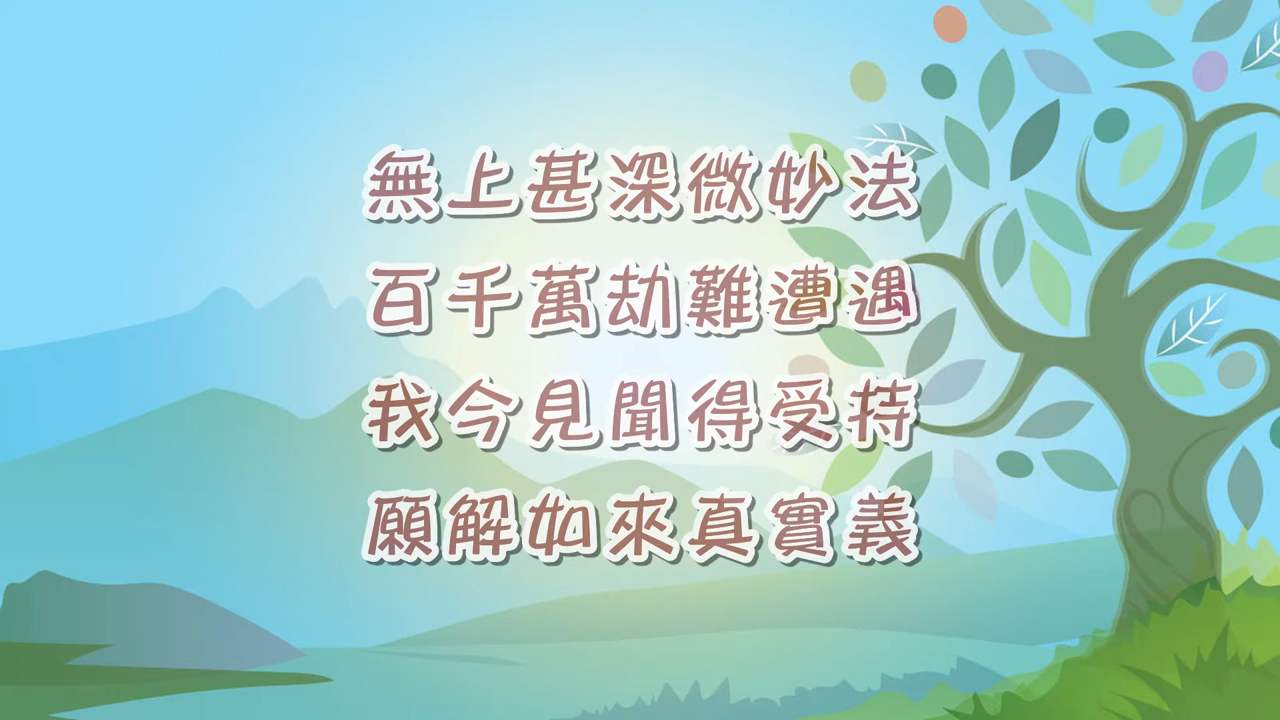 無上甚深微妙法
百千萬劫難遭遇
我今見聞得受持
願解如來真實義